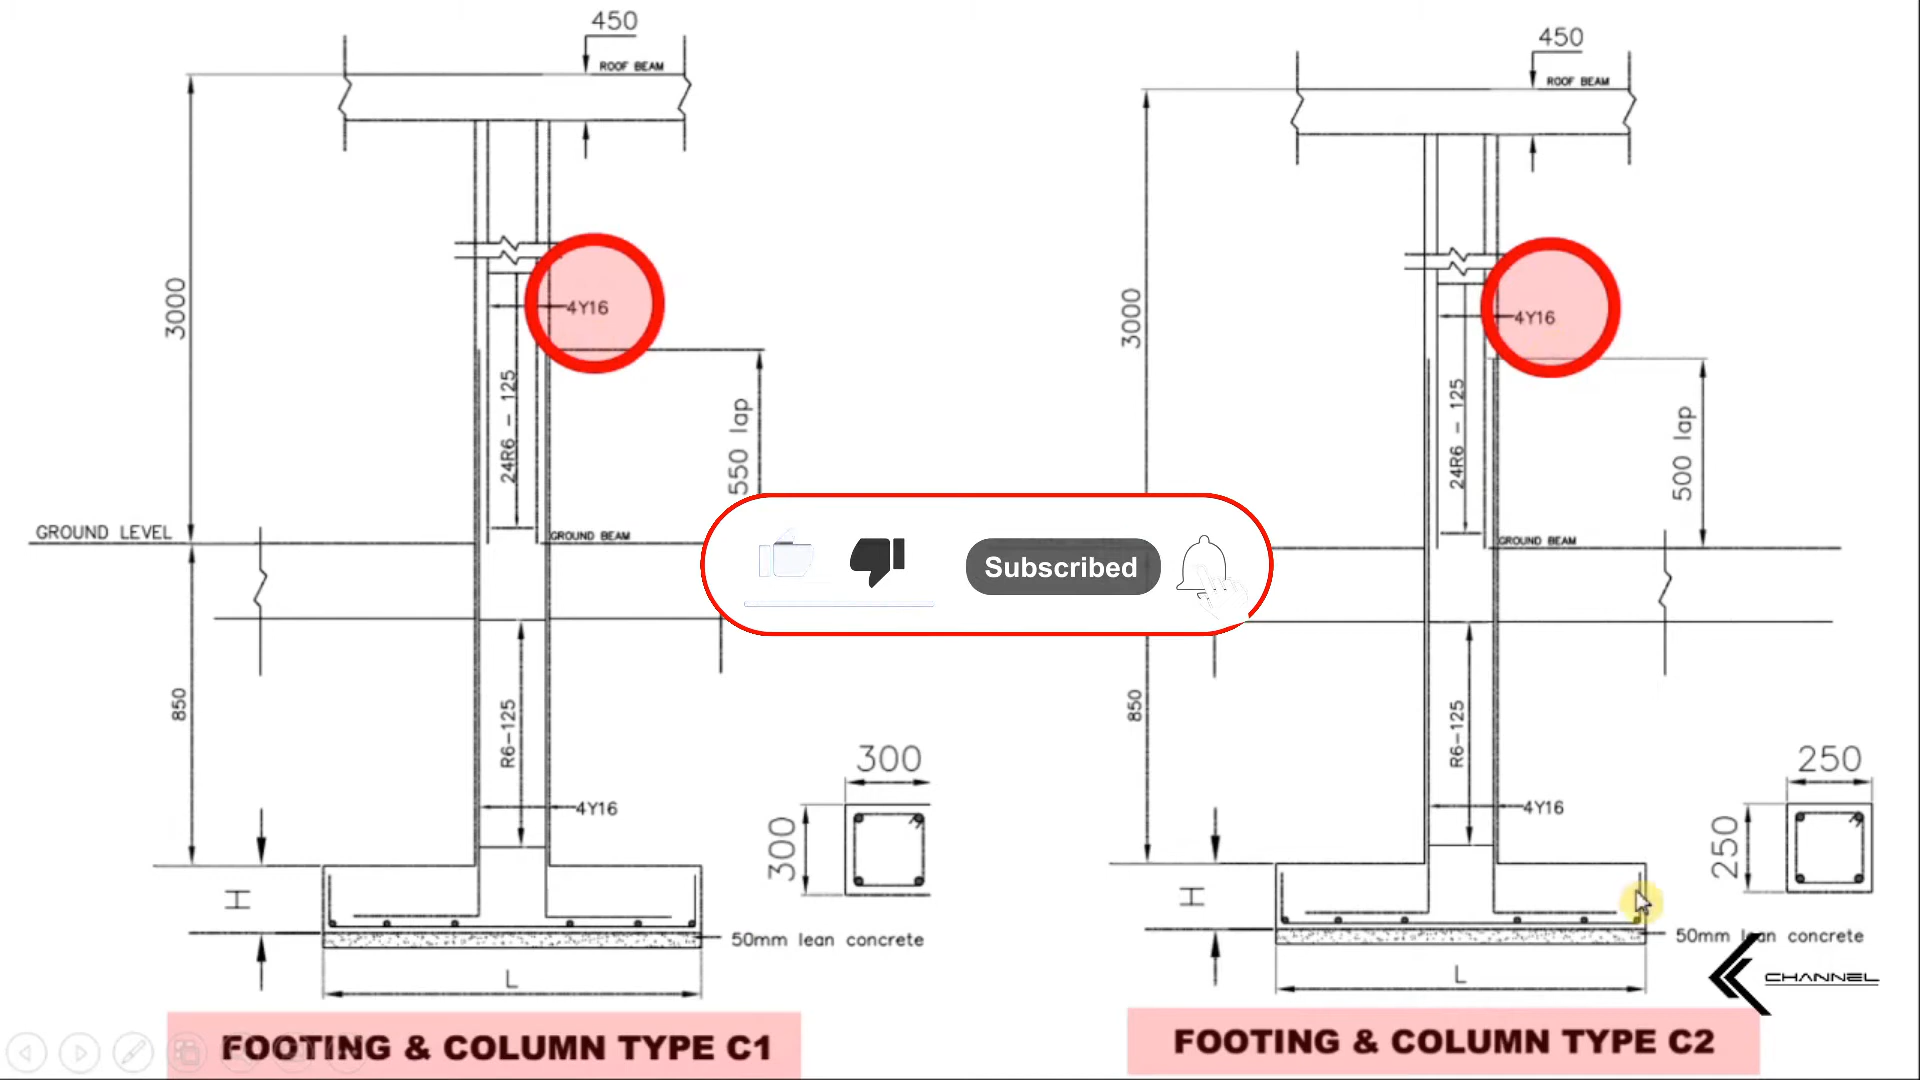 450
ROOF BEAM
3000
4Y16
24R6 - 125
550 lap
GROUND LEVEL
GROUND BEAM
850
R6-125
4Y16
300
300
H
50mm lean concrete
L
FOOTING & COLUMN TYPE C1
Subscribed
450
ROOF BEAM
3000
4Y16
24R6 - 125
500 lap
GROUND BEAM
850
R6-125
4Y16
250
250
H
50mm lean concrete
L
CHANNEL
FOOTING & COLUMN TYPE C2